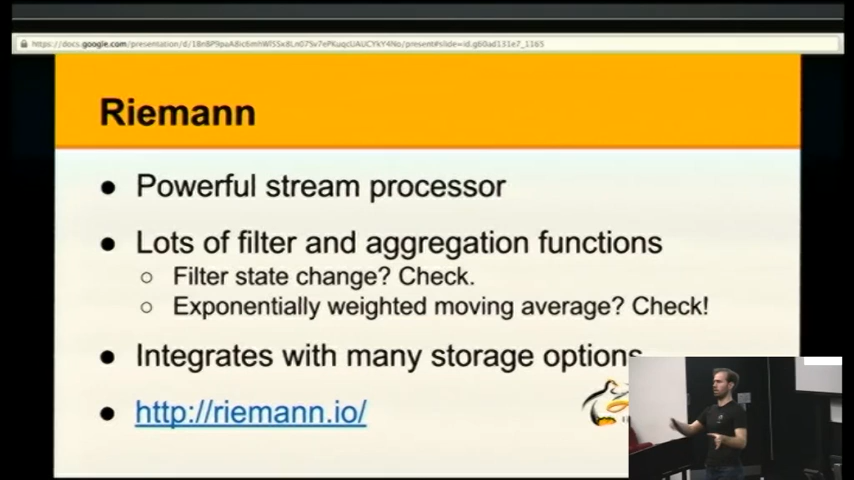 Riemann
● Powerful stream processor
● Lots of filter and aggregation functions
○ Filter state change? Check.
○ Exponentially weighted moving average? Check!
● Integrates with many storage options
● http://riemann.io/